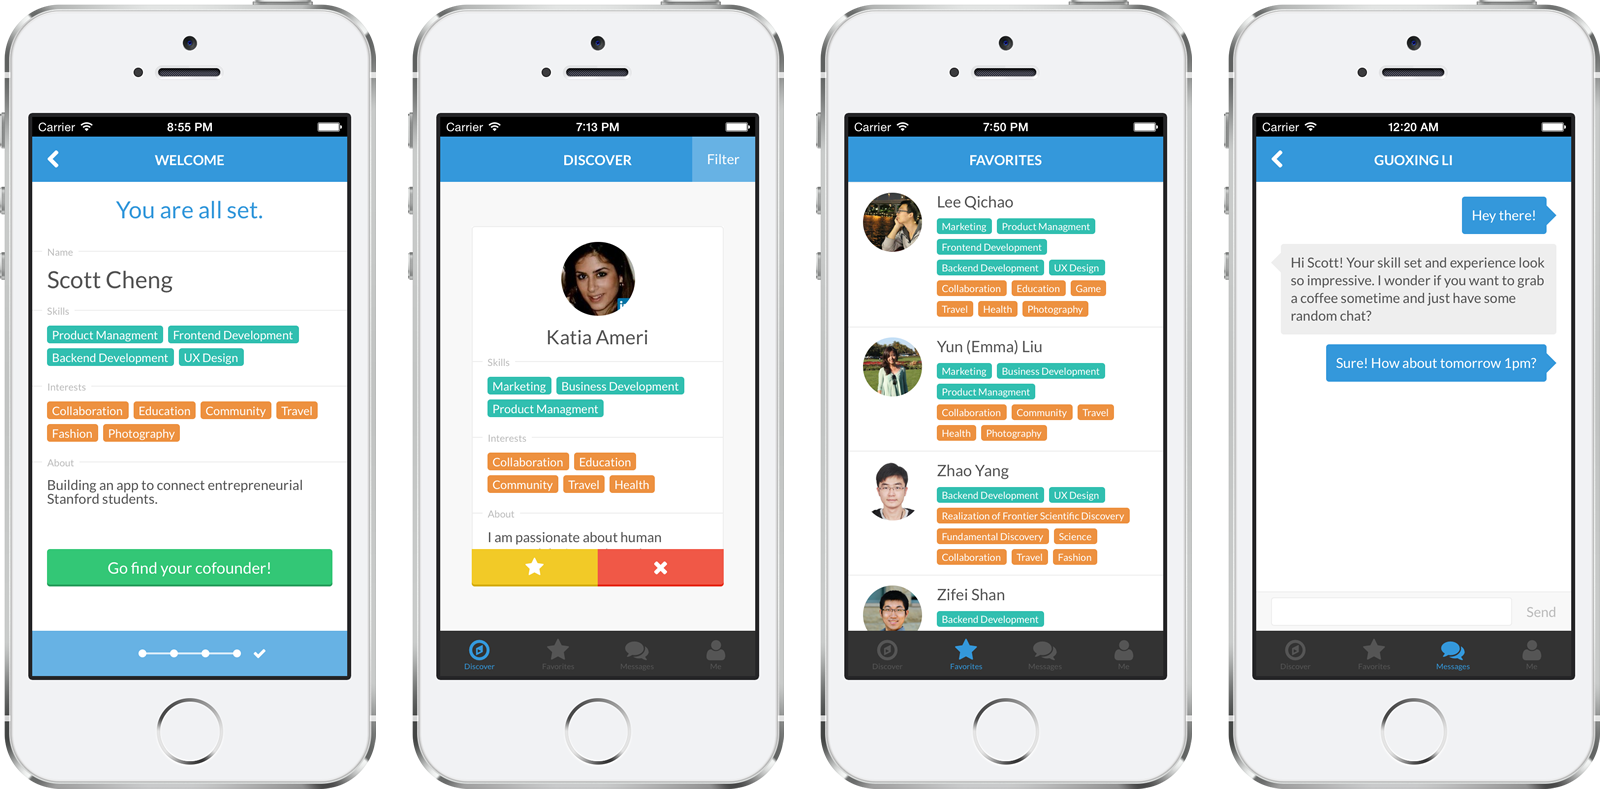 Carrier 8:55 PM
WELCOME
You are all set.
Name
Scott Cheng
Skills
Product Managment Frontend Development
Backend Development UX Design
Interests
Collaboration Education Community Travel
Fashion Photography
About
Building an app to connect entrepreneurial
Stanford students.
Go find your cofounder!
Carrier 7:13 PM
DISCOVER Filter
in
Katia Ameri
Skills
Marketing Business Development
Product Managment
Interests
Collaboration Education
Community Travel Health
About
I am passionate about human
Discover Favorites Messages Me
Carrier 7:50 PM
FAVORITES
Lee Qichao
Marketing Product Managment
Frontend Development
Backend Development UX Design
Collaboration Education Game
Travel Health Photography
Yun (Emma) Liu
Marketing Business Development
Product Managment
Collaboration Community Travel
Health Photography
Zhao Yang
Backend Development UX Design
Realization of Frontier Scientific Discovery
Fundamental Discovery Science
Collaboration Travel Fashion
Zifei Shan
Backend Development
Discover Favorites Messages Me
Carrier 12:20 AM
GUOXING LI
Hey there!
Hi Scott! Your skill set and experience look
so impressive. I wonder if you want to grab
a coffee sometime and just have some
random chat?
Sure! How about tomorrow 1pm?
Send
Discover Favorites Messages Me